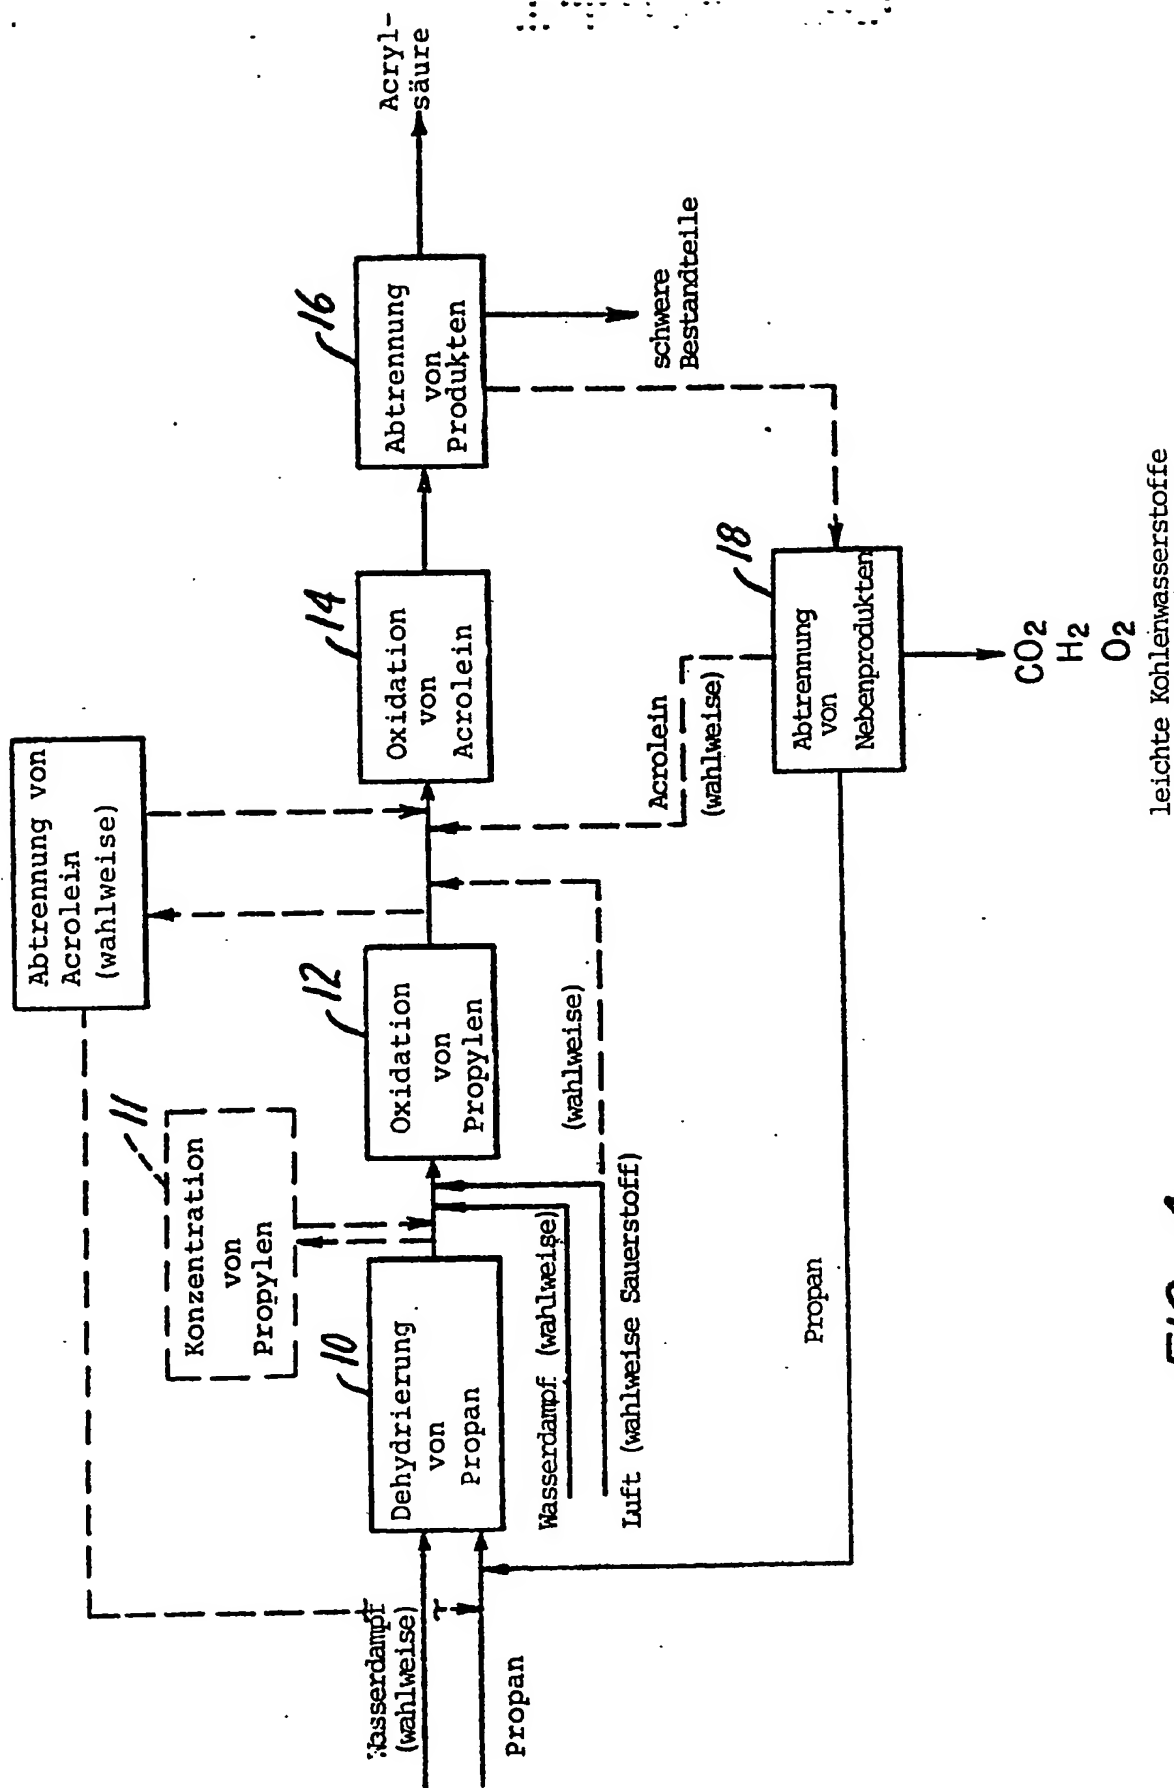 Abtrennung von
Acrolein
(wahlweise)
11
Konzentration
von
Propylen
Wasserdampf
(wahlweise)
Propan
10
Dehydrierung
von
Propan
12
Oxidation
von
Propylen
14
Oxidation
von
Acrolein
16
Abtrennung
von
Produkten
Acryl-
säure
Wasserdampf (wahlweise)
Luft (wahlweise Sauerstoff)
(wahlweise)
Acrolein
(wahlweise)
schwere
Bestandteile
18
Abtrennung
von
Nebenprodukten
Propan
CO2
H2
O2
leichte Kohlenwasserstoffe